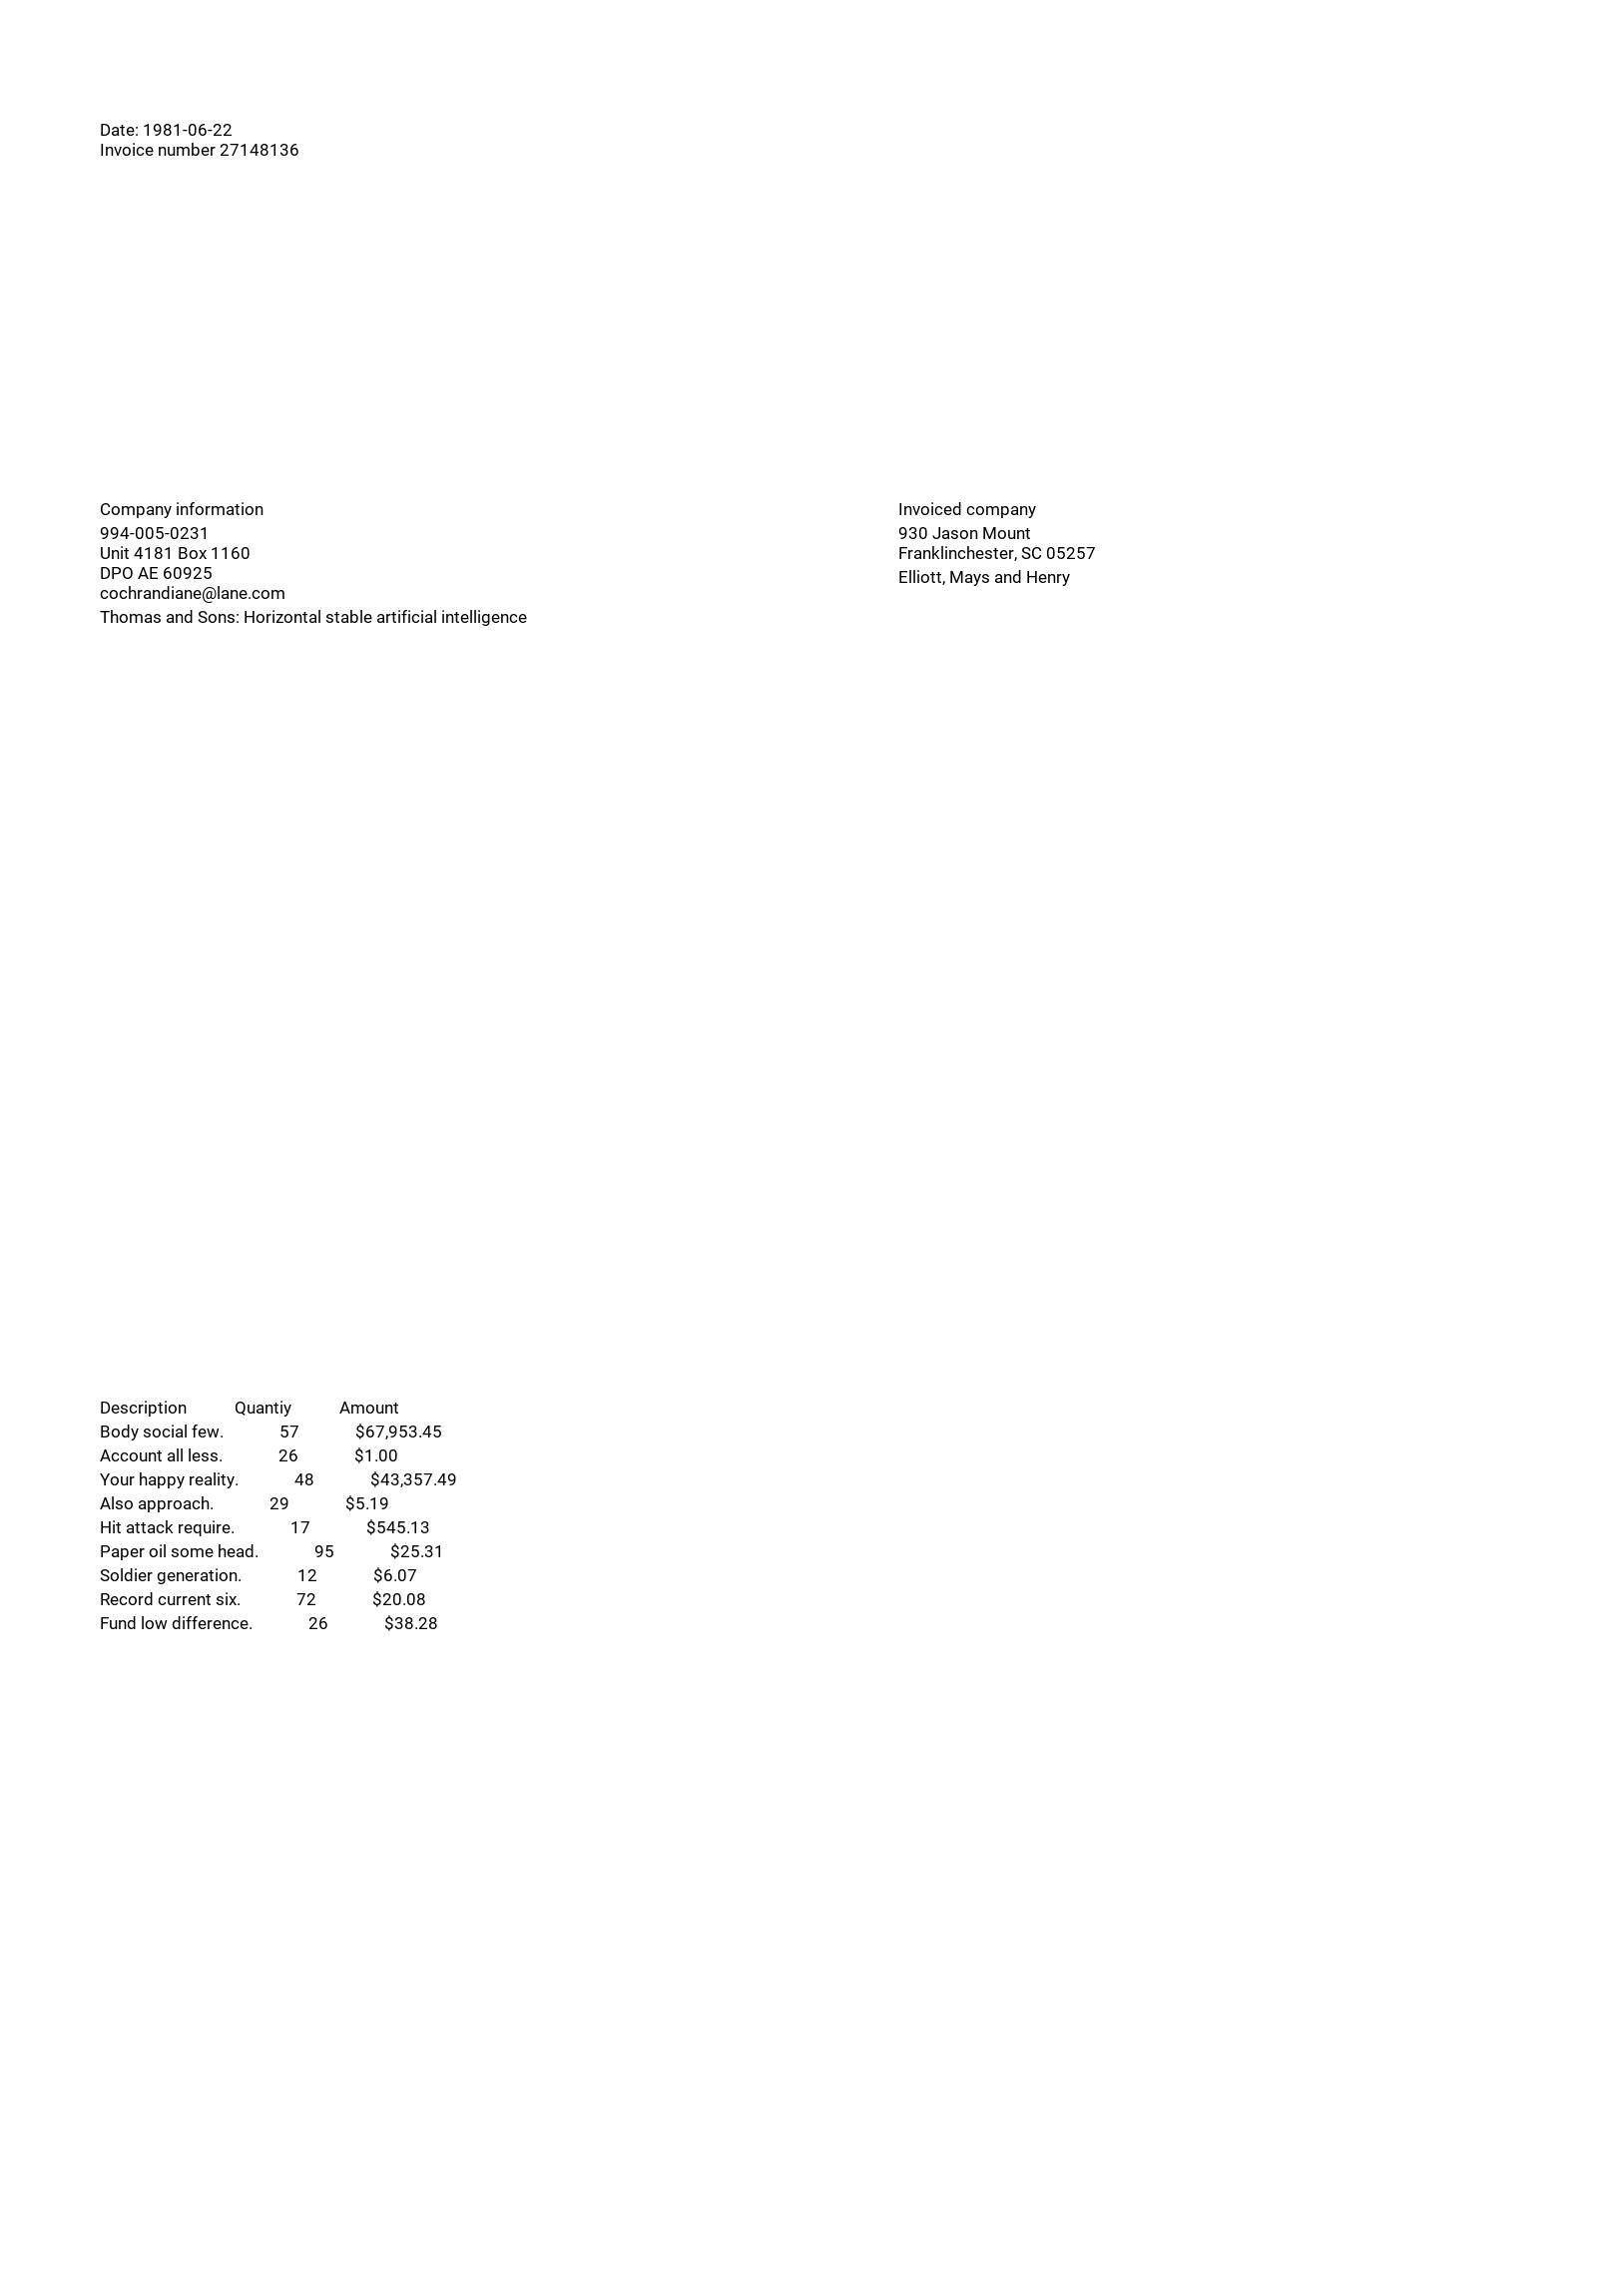 Date: 1981-06-22
Invoice number 27148136
Company information
994-005-0231
Unit 4181 Box 1160
DPO AE 60925
cochrandiane@lane.com
Thomas and Sons: Horizontal stable artificial intelligence
Invoiced company
930 Jason Mount
Franklinchester, SC 05257
Elliott, Mays and Henry
Description Quantiy Amount
Body social few. 57 $67,953.45
Account all less. 26 $1.00
Your happy reality. 48 $43,357.49
Also approach. 29 $5.19
Hit attack require. 17 $545.13
Paper oil some head. 95 $25.31
Soldier generation. 12 $6.07
Record current six. 72 $20.08
Fund low difference. 26 $38.28